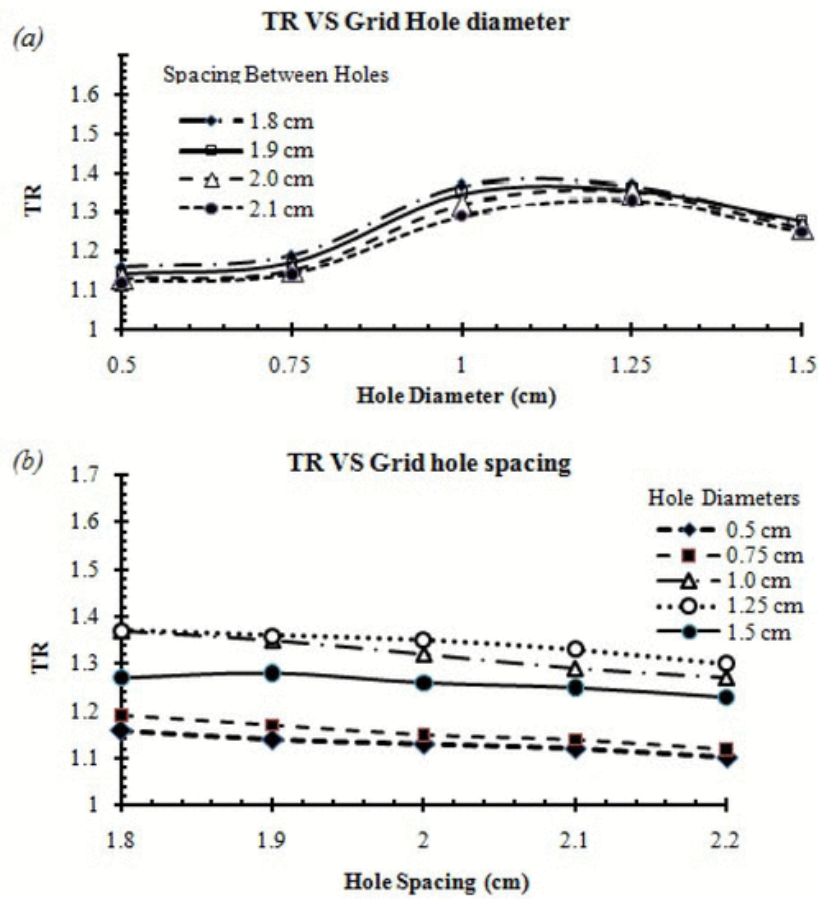 (a)
TR VS Grid Hole diameter
Spacing Between Holes
1.8 cm
1.9 cm
2.0 cm
2.1 cm
TR
1.6
1.5
1.4
1.3
1.2
1.1
1
0.5 0.75 1 1.25 1.5
Hole Diameter (cm)
(b)
TR VS Grid hole spacing
Hole Diameters
0.5 cm
0.75 cm
1.0 cm
1.25 cm
1.5 cm
TR
1.7
1.6
1.5
1.4
1.3
1.2
1.1
1
1.8 1.9 2 2.1 2.2
Hole Spacing (cm)